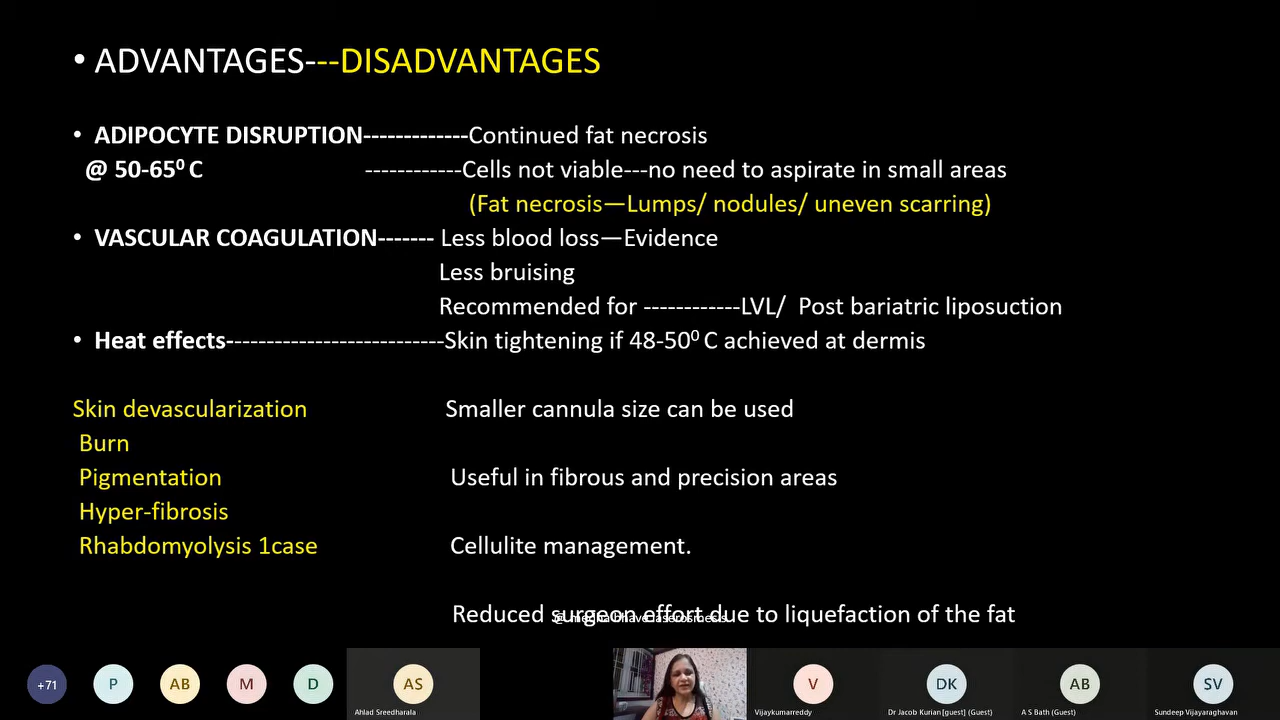 • ADVANTAGES---DISADVANTAGES
• ADIPOCYTE DISRUPTION-------------Continued fat necrosis
@ 50-65⁰ C ------------Cells not viable---no need to aspirate in small areas
(Fat necrosis—Lumps/ nodules/ uneven scarring)
• VASCULAR COAGULATION------- Less blood loss—Evidence
Less bruising
Recommended for ------------LVL/ Post bariatric liposuction
• Heat effects--------------------------Skin tightening if 48-50⁰ C achieved at dermis
Skin devascularization Smaller cannula size can be used
Burn
Pigmentation Useful in fibrous and precision areas
Hyper-fibrosis
Rhabdomyolysis 1case Cellulite management.
Reduced surgeon effort due to liquefaction of the fat
+71 P AB M D AS V DK AB SV
Ahlad Sreedharala Vijaykumarreddy Dr Jacob Kurian[guest] (Guest) A S Bath (Guest) Sundeep Vijayaraghavan